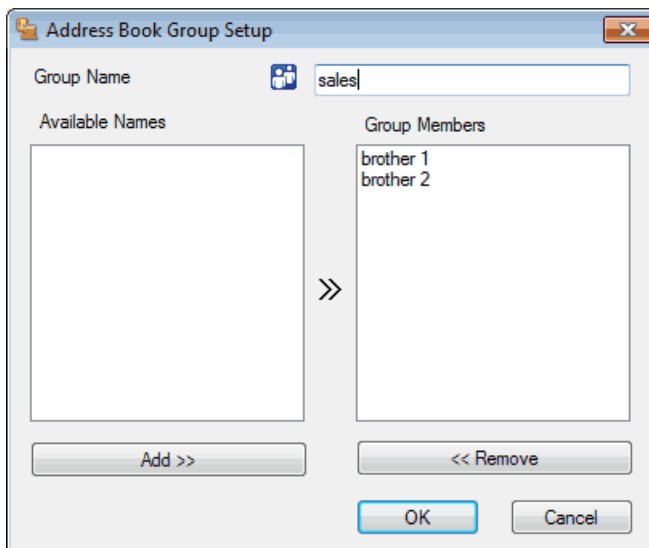 Address Book Group Setup
Group Name
sales
Available Names
Group Members
brother 1
brother 2
Add >>
<< Remove
OK
Cancel